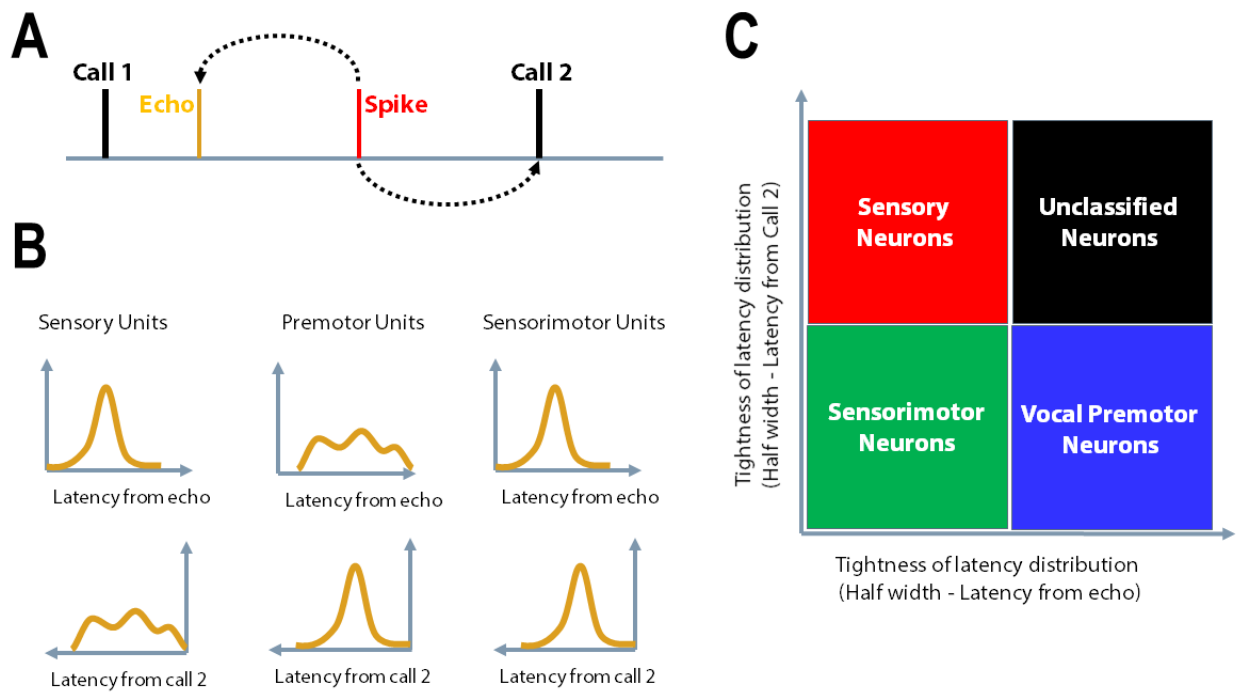 A
Call 1
Echo
Spike
Call 2
B
Sensory Units
Premotor Units
Sensorimotor Units
Latency from echo
Latency from echo
Latency from echo
Latency from call 2
Latency from call 2
Latency from call 2
C
Tightness of latency distribution
(Half width - Latency from Call 2)
Sensory
Neurons
Unclassified
Neurons
Sensorimotor
Neurons
Vocal Premotor
Neurons
Tightness of latency distribution
(Half width - Latency from echo)